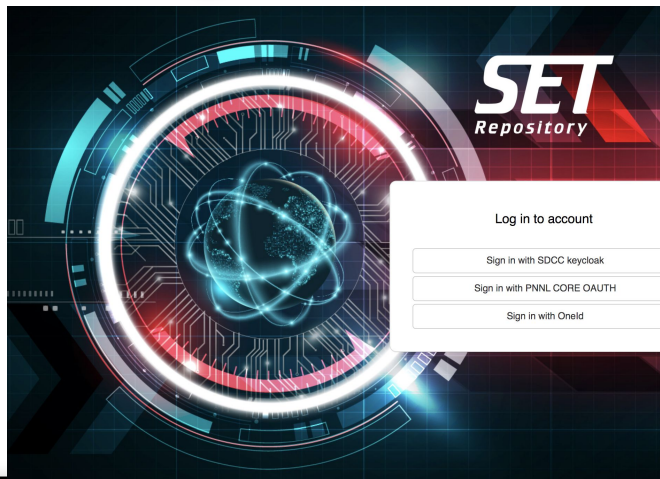 SET
Repository
Log in to account
Sign in with SDCC keycloak
Sign in with PNNL CORE OAUTH
Sign in with OneId